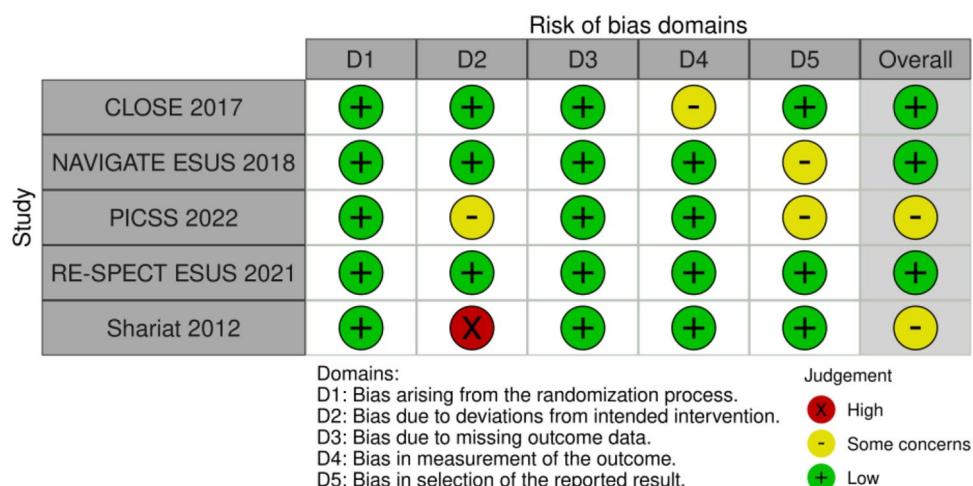 Risk of bias domains
D1 D2 D3 D4 D5 Overall
Study
CLOSE 2017 + + + - + +
NAVIGATE ESUS 2018 + + + + - +
PICSS 2022 + - + + - -
RE-SPECT ESUS 2021 + + + + + +
Shariat 2012 + X + + + -
Domains:
D1: Bias arising from the randomization process.
D2: Bias due to deviations from intended intervention.
D3: Bias due to missing outcome data.
D4: Bias in measurement of the outcome.
D5: Bias in selection of the reported result.
Judgement
X High
- Some concerns
+ Low